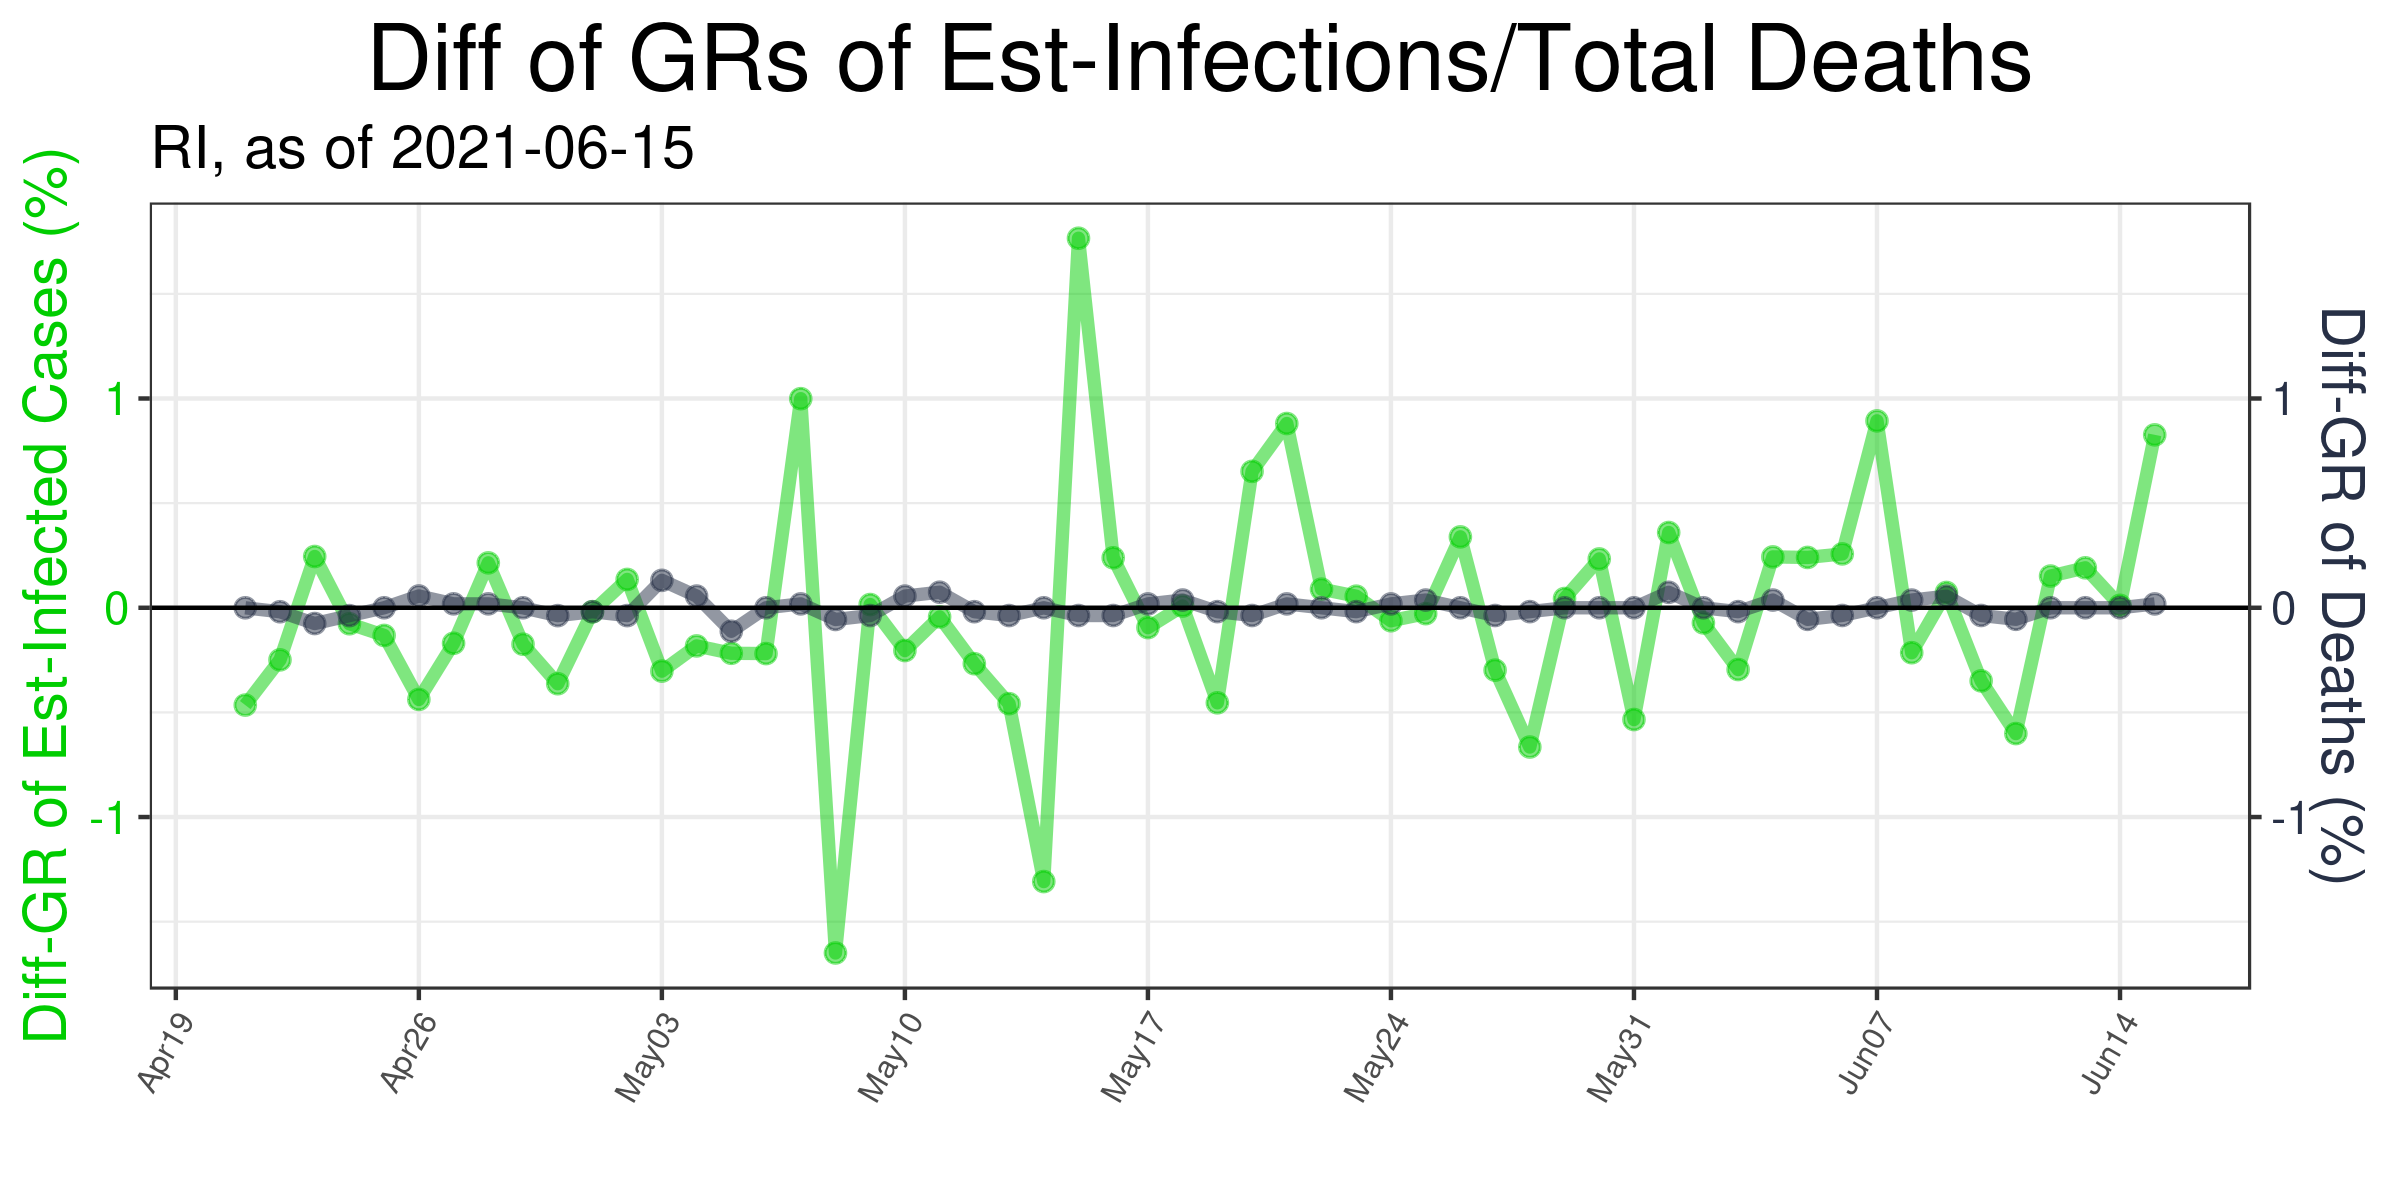 Diff of GRs of Est-Infections/Total Deaths
RI, as of 2021-06-15
Diff-GR of Est-Infected Cases (%)
1
0
-1
1
0
-1
Diff-GR of Deaths (%)
Apr19
Apr26
May03
May10
May17
May24
May31
Jun07
Jun14